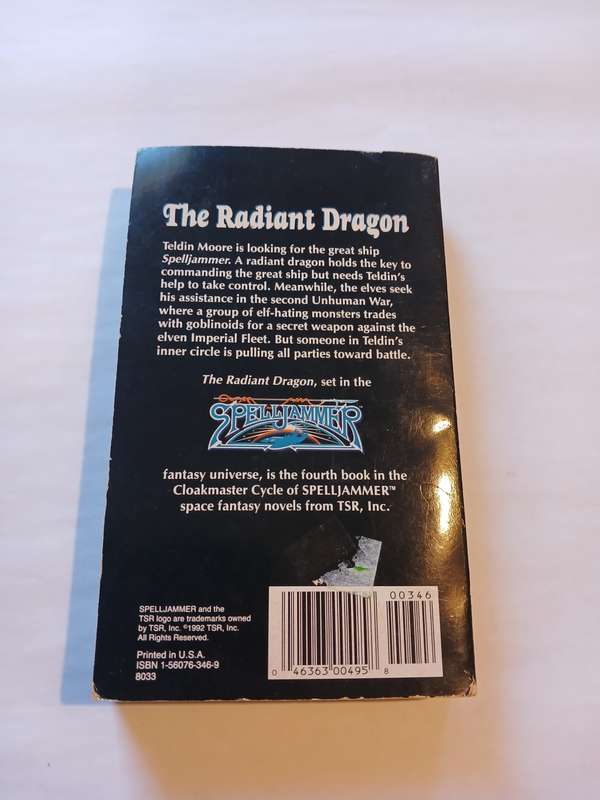 The Radiant Dragon
Teldin Moore is looking for the great ship
Spelljammer. A radiant dragon holds the key to
commanding the great ship but needs Teldin's
help to take control. Meanwhile, the elves seek
his assistance in the second Unhuman War,
where a group of elf-hating monsters trades
with goblinoids for a secret weapon against the
elven Imperial Fleet. But someone in Teldin's
inner circle is pulling all parties toward battle.
The Radiant Dragon, set in the
SPELLJAMMER
fantasy universe, is the fourth book in the
Cloakmaster Cycle of SPELLJAMMER™
space fantasy novels from TSR, Inc.
SPELLJAMMER and the
TSR logo are trademarks owned
by TSR, Inc. ©1992 TSR, Inc.
All Rights Reserved.
Printed in U.S.A.
ISBN 1-56076-346-9
8033
00346
0 46363 00495 8